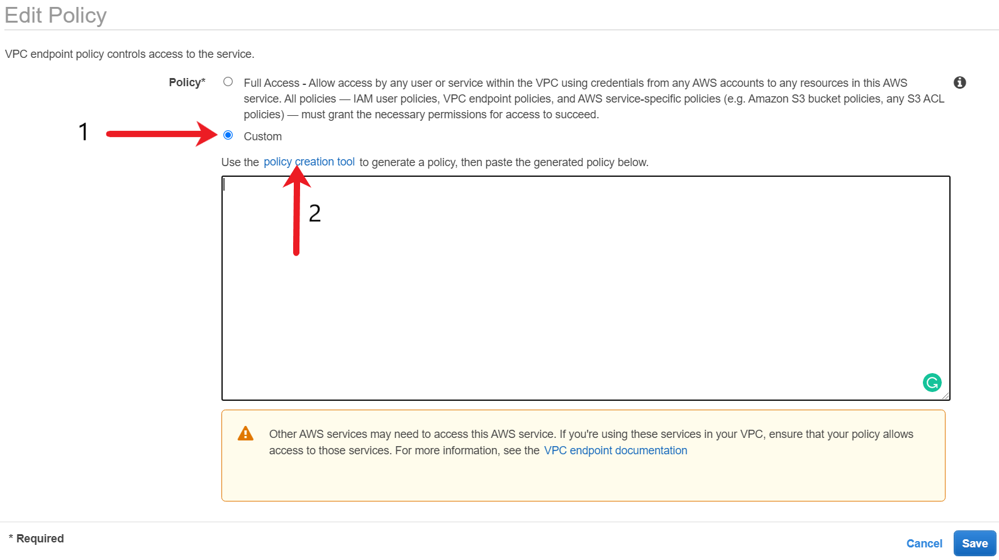 Edit Policy
VPC endpoint policy controls access to the service.
Policy* Full Access - Allow access by any user or service within the VPC using credentials from any AWS accounts to any resources in this AWS
service. All policies — IAM user policies, VPC endpoint policies, and AWS service-specific policies (e.g. Amazon S3 bucket policies, any S3 ACL
policies) — must grant the necessary permissions for access to succeed.
1 Custom
Use the policy creation tool to generate a policy, then paste the generated policy below.
2
Other AWS services may need to access this AWS service. If you're using these services in your VPC, ensure that your policy allows
access to those services. For more information, see the VPC endpoint documentation
* Required
Cancel Save